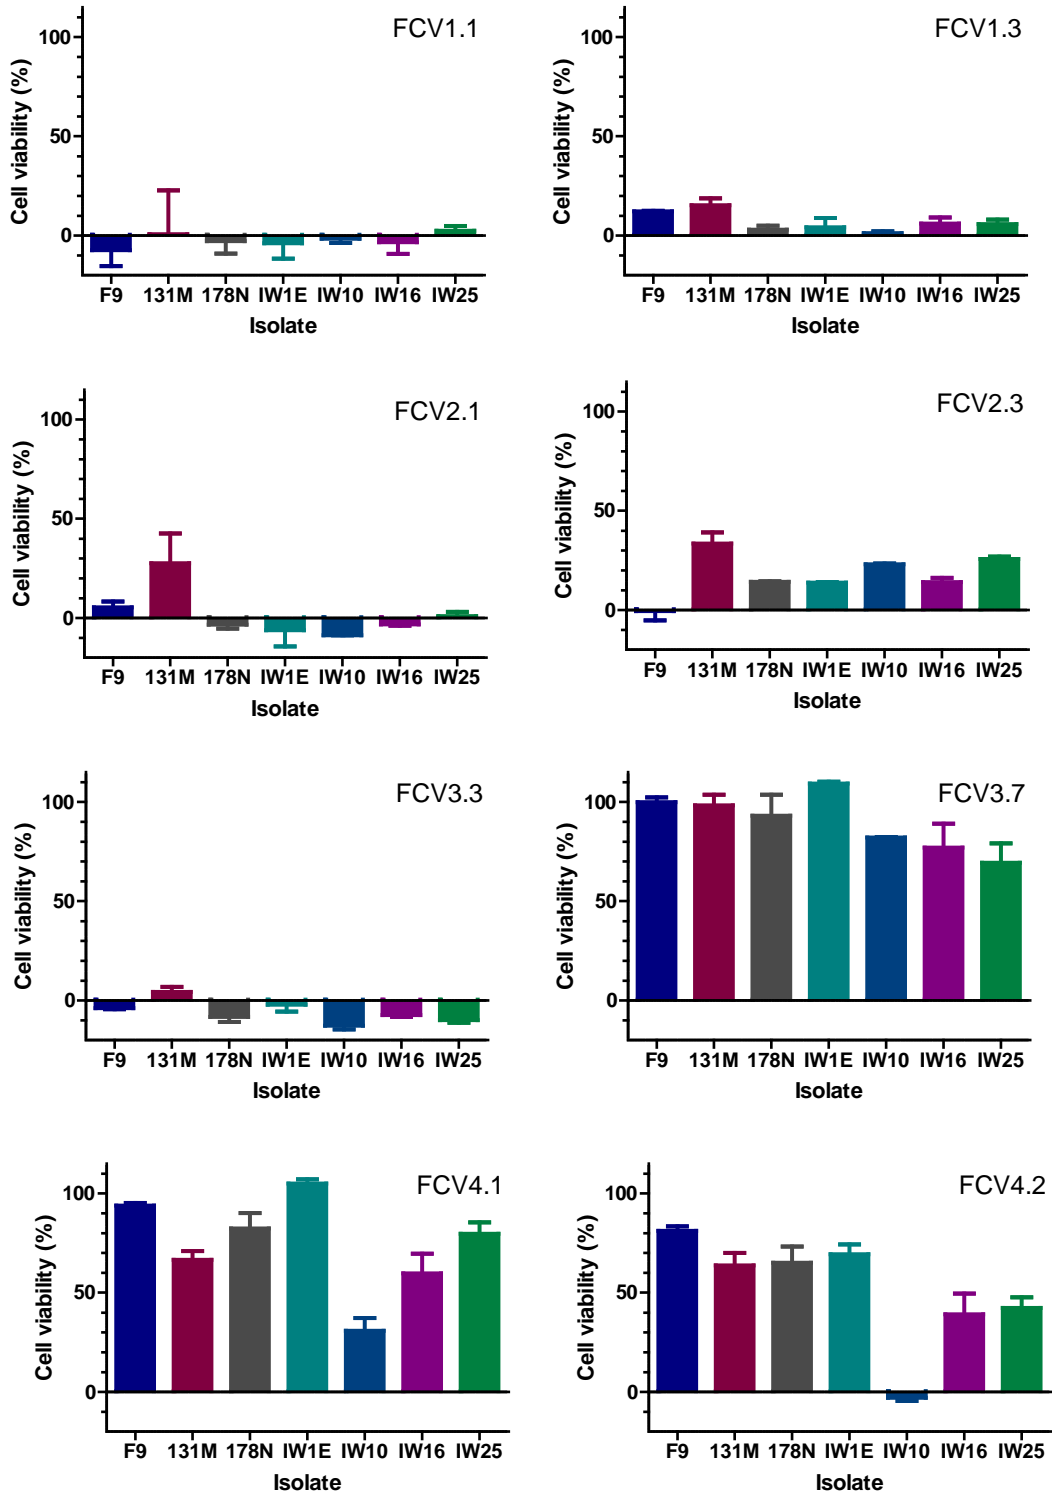 FCV1.1
Cell viability (%)
100
50
0
F9 131M 178N IW1E IW10 IW16 IW25
Isolate
FCV1.3
Cell viability (%)
100
50
0
F9 131M 178N IW1E IW10 IW16 IW25
Isolate
FCV2.1
Cell viability (%)
100
50
0
F9 131M 178N IW1E IW10 IW16 IW25
Isolate
FCV2.3
Cell viability (%)
100
50
0
F9 131M 178N IW1E IW10 IW16 IW25
Isolate
FCV3.3
Cell viability (%)
100
50
0
F9 131M 178N IW1E IW10 IW16 IW25
Isolate
FCV3.7
Cell viability (%)
100
50
0
F9 131M 178N IW1E IW10 IW16 IW25
Isolate
FCV4.1
Cell viability (%)
100
50
0
F9 131M 178N IW1E IW10 IW16 IW25
Isolate
FCV4.2
Cell viability (%)
100
50
0
F9 131M 178N IW1E IW10 IW16 IW25
Isolate